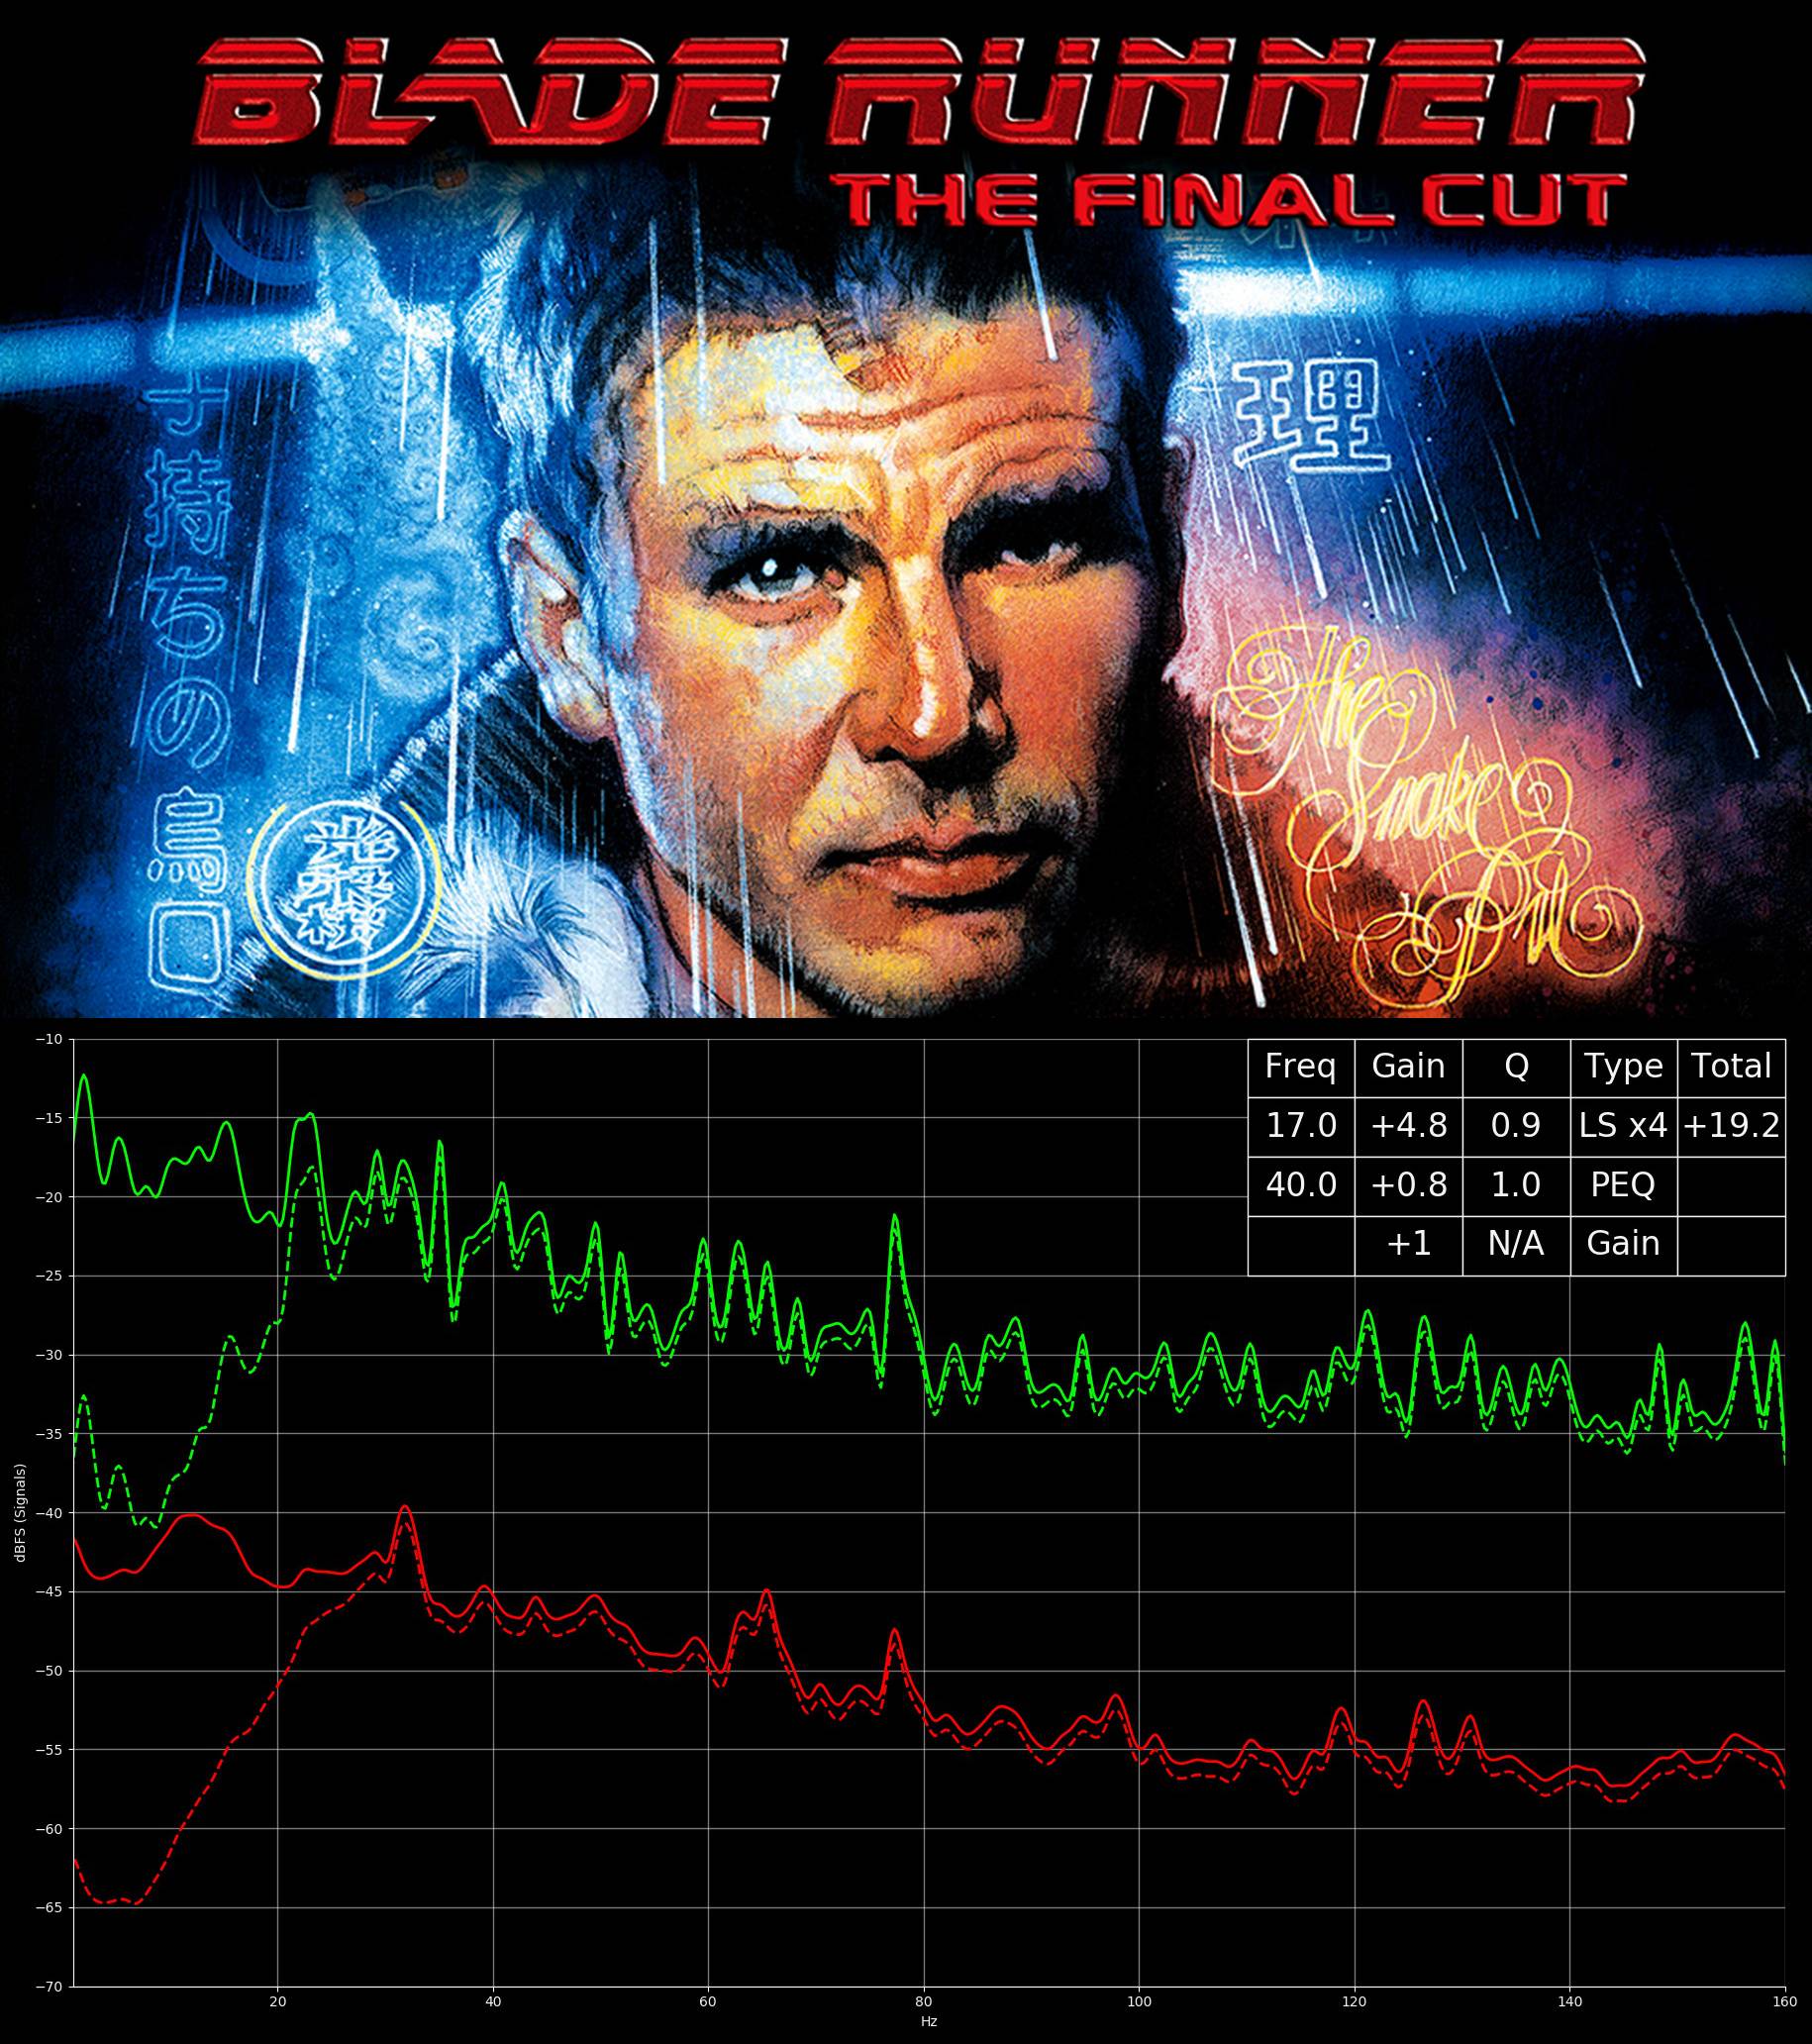 BLADE RUNNER
THE FINAL CUT
子持ちの烏口
理
The
Snake
Pit
Freq Gain Q Type Total
17.0 +4.8 0.9 LS x4 +19.2
40.0 +0.8 1.0 PEQ
+1 N/A Gain
−10
−15
−20
−25
−30
−35
−40
−45
−50
−55
−60
−65
−70
dBFS (Signals)
20 40 60 80 100 120 140 160
Hz